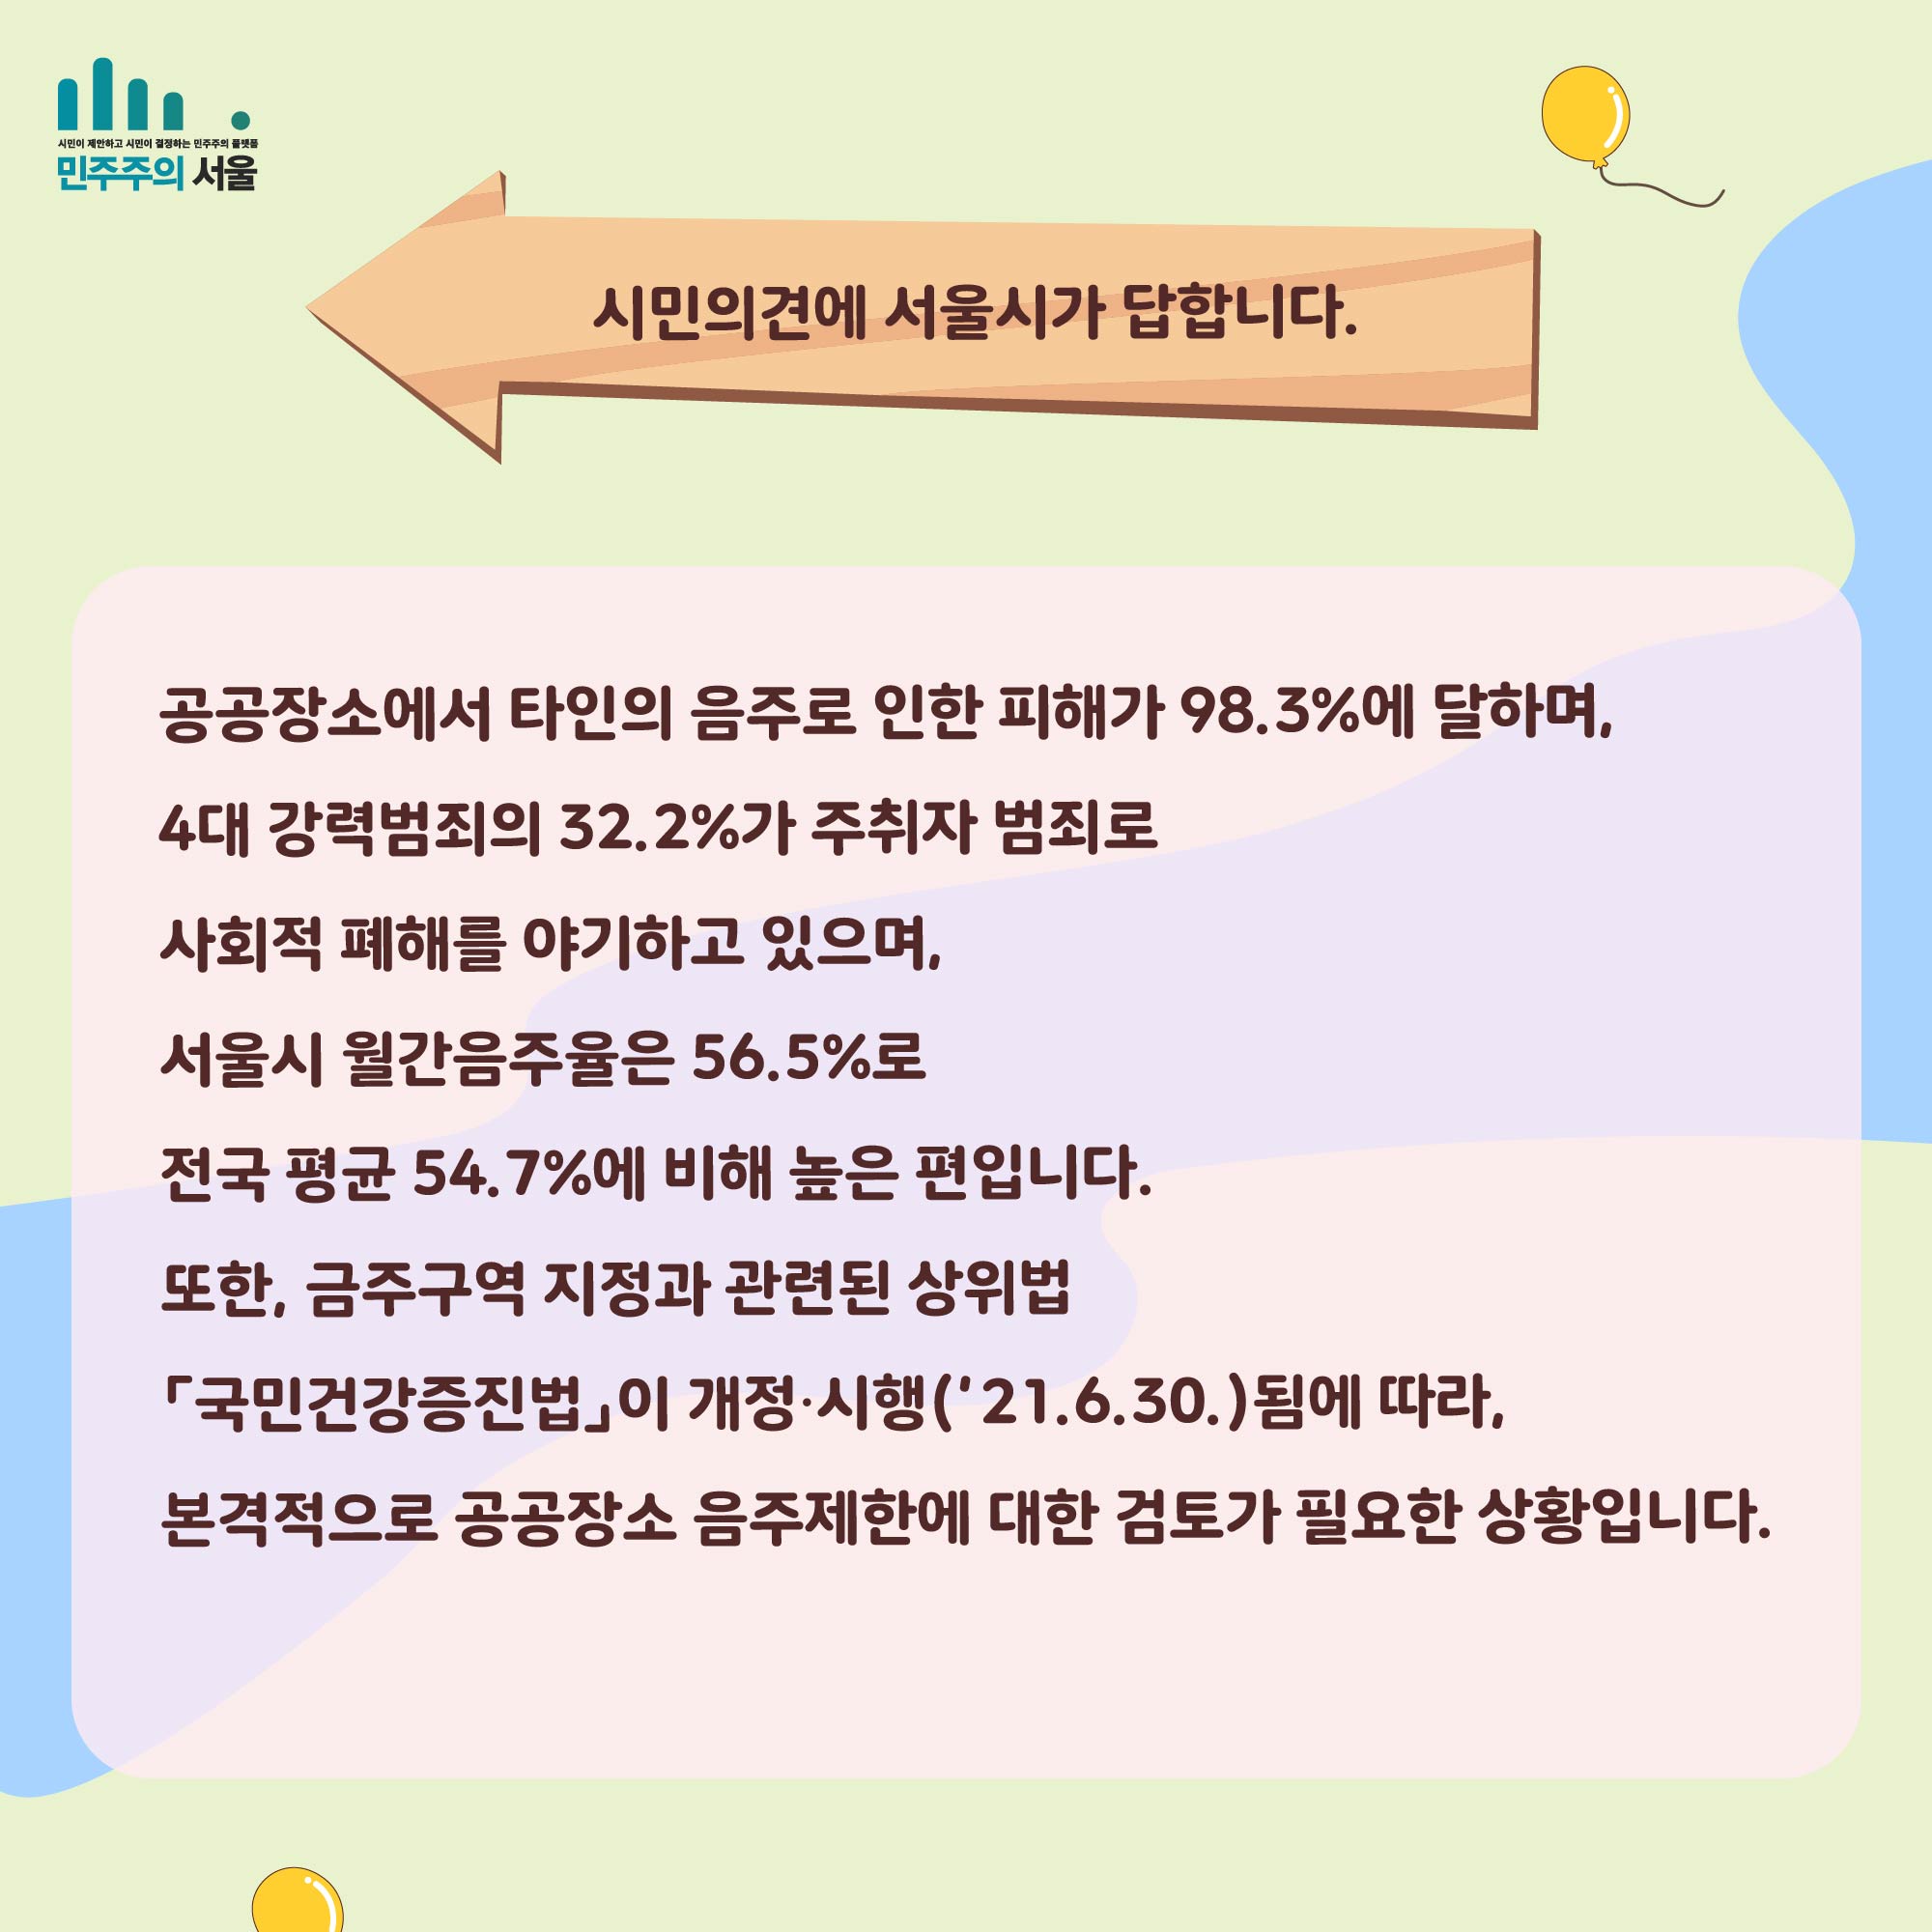 시민이 제안하고 시민이 결정하는 민주주의 플랫폼
민주주의 서울
시민의견에 서울시가 답합니다.
공공장소에서 타인의 음주로 인한 피해가 98.3%에 달하며,
4대 강력범죄의 32.2%가 주취자 범죄로
사회적 폐해를 야기하고 있으며,
서울시 월간음주율은 56.5%로
전국 평균 54.7%에 비해 높은 편입니다.
또한, 금주구역 지정과 관련된 상위법
「국민건강증진법」이 개정·시행(‘21.6.30.)됨에 따라,
본격적으로 공공장소 음주제한에 대한 검토가 필요한 상황입니다.